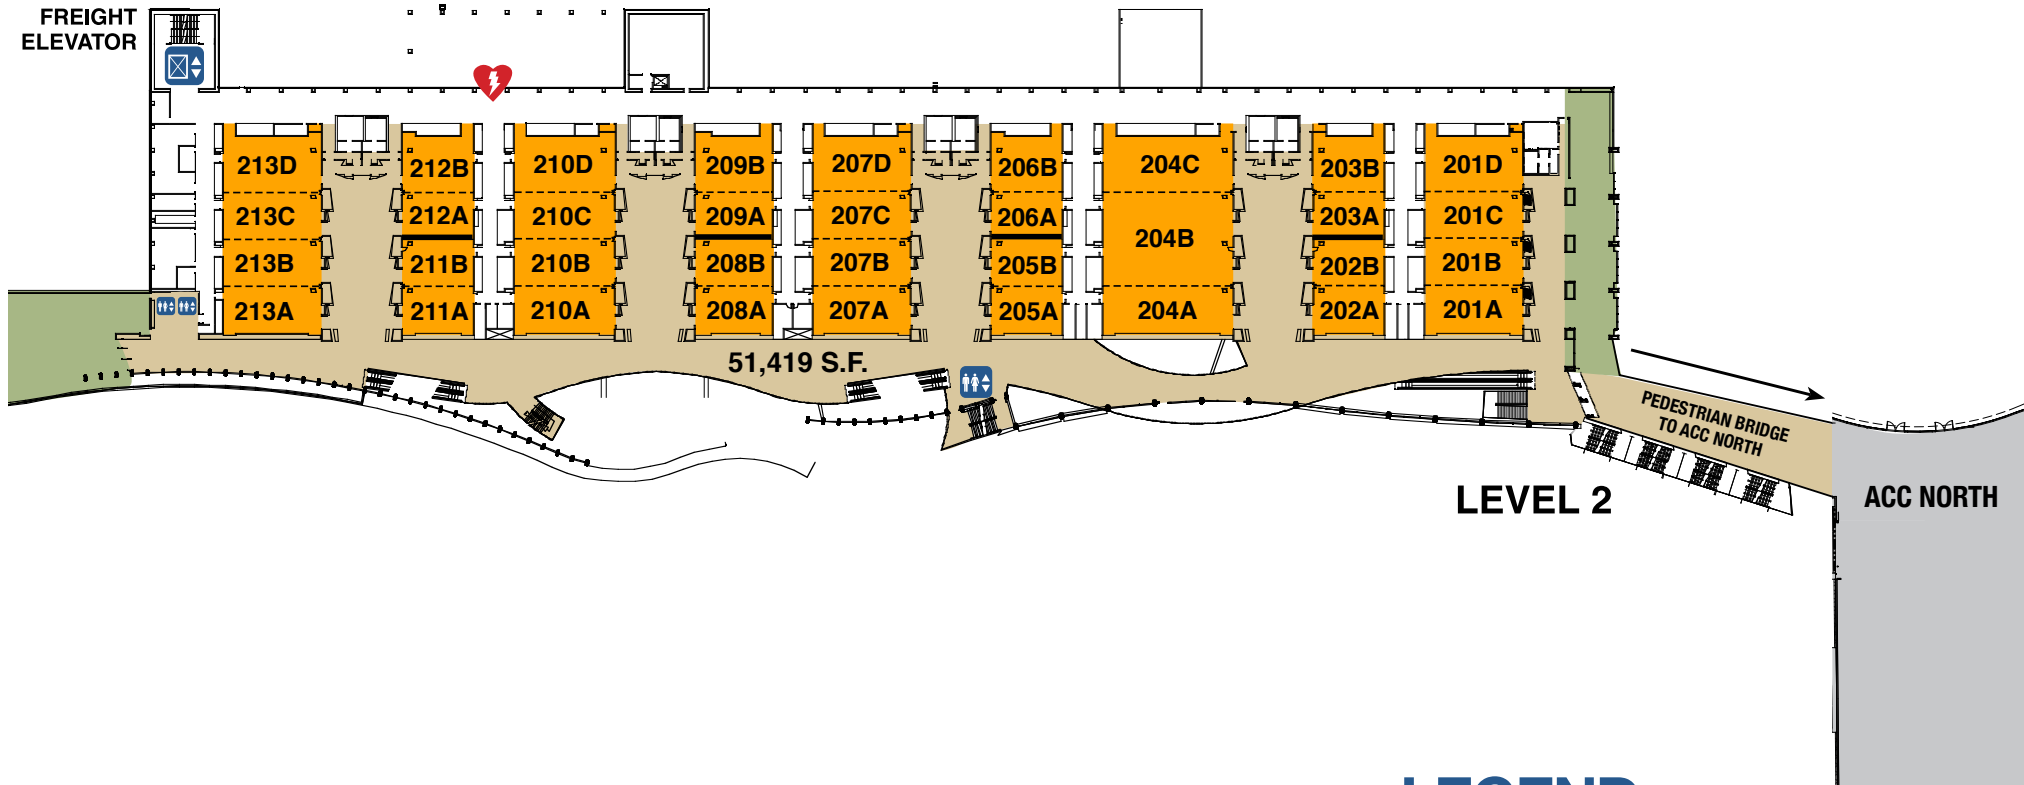 FREIGHT
ELEVATOR
213D 212B 210D 209B 207D 206B 204C 203B 201D
213C 212A 210C 209A 207C 206A 204B 203A 201C
213B 211B 210B 208B 207B 205B 202B 201B
213A 211A 210A 208A 207A 205A 204A 202A 201A
51,419 S.F.
PEDESTRIAN BRIDGE
TO ACC NORTH
LEVEL 2
ACC NORTH
LEGEND